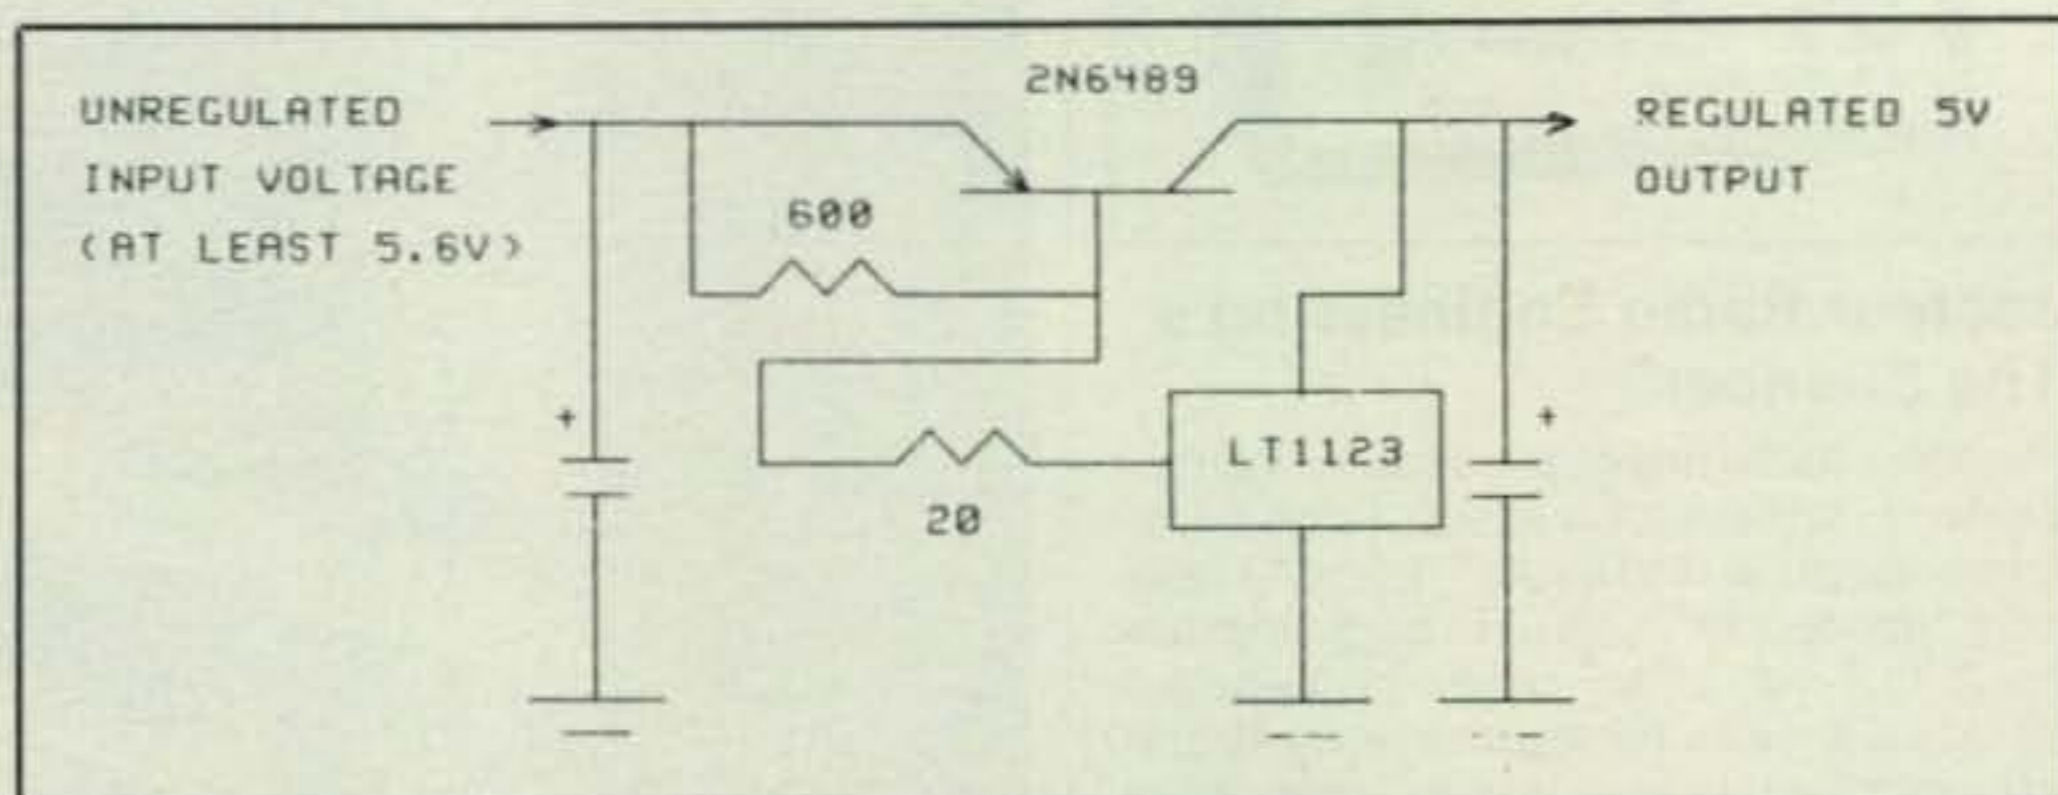 2N6489
UNREGULATED
INPUT VOLTAGE
(AT LEAST 5.6V)
REGULATED 5V
OUTPUT
600
+
+
LT1123
20